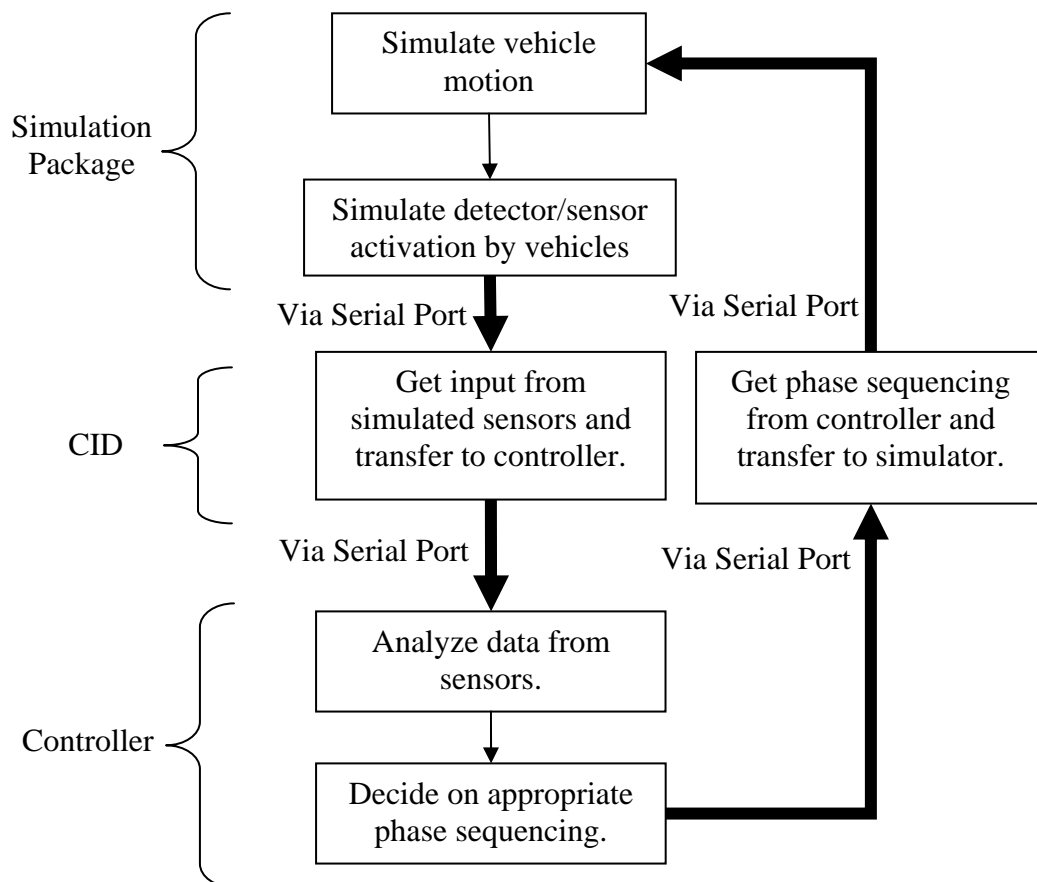 Simulate vehicle
motion
Simulation
Package
Simulate detector/sensor
activation by vehicles
Via Serial Port
Via Serial Port
Get input from
simulated sensors and
transfer to controller.
Get phase sequencing
from controller and
transfer to simulator.
CID
Via Serial Port
Via Serial Port
Analyze data from
sensors.
Controller
Decide on appropriate
phase sequencing.